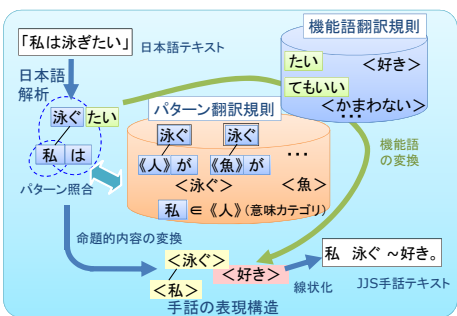 「私は泳ぎたい」
日本語テキスト
日本語
解析
泳ぐ たい
私 は
パターン照合
機能語翻訳規則
たい
<好き>
てもいい
<かまわない>
…
パターン翻訳規則
泳ぐ 泳ぐ
《人》が 《魚》が …
<泳ぐ> <魚>
私 ∈ 《人》(意味カテゴリ)
機能語
の変換
命題的内容の変換
<泳ぐ>
<好き>
<私>
手話の表現構造
線状化
私 泳ぐ ~好き。
JJS手話テキスト